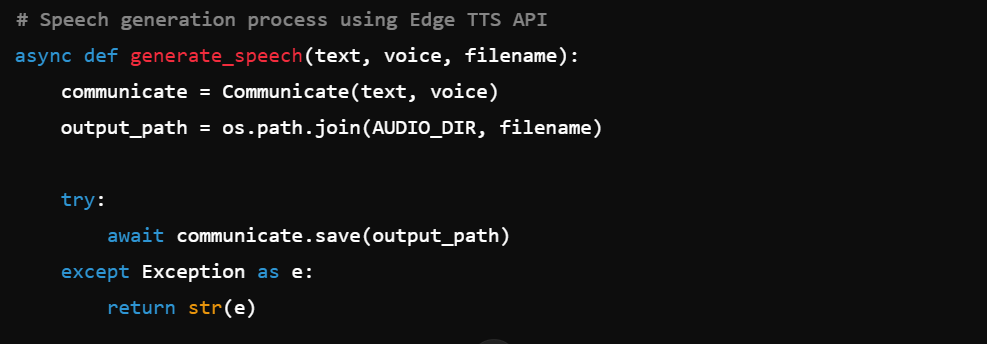 # Speech generation process using Edge TTS API
async def generate_speech(text, voice, filename):
    communicate = Communicate(text, voice)
    output_path = os.path.join(AUDIO_DIR, filename)

    try:
        await communicate.save(output_path)
    except Exception as e:
        return str(e)